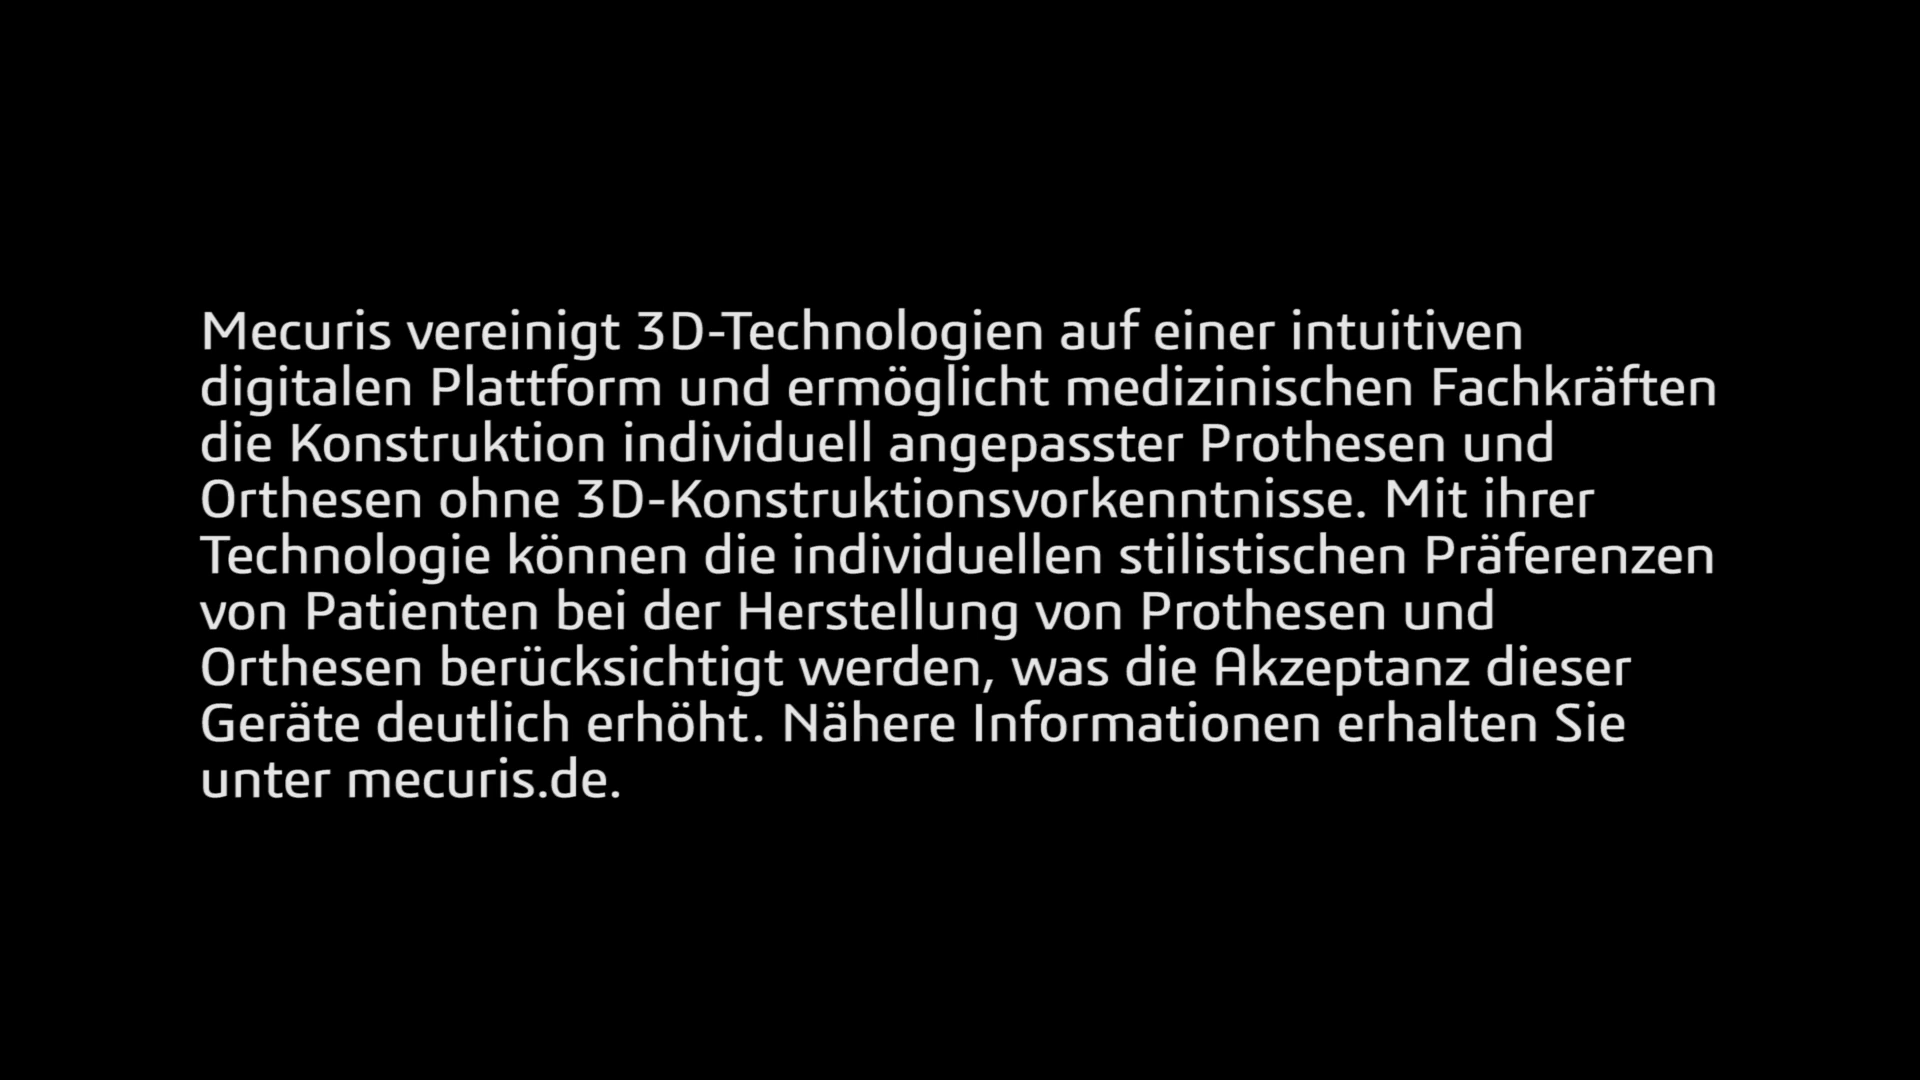 Mecuris vereinigt 3D-Technologien auf einer intuitiven
digitalen Plattform und ermöglicht medizinischen Fachkräften
die Konstruktion individuell angepasster Prothesen und
Orthesen ohne 3D-Konstruktionsvorkenntnisse. Mit ihrer
Technologie können die individuellen stilistischen Präferenzen
von Patienten bei der Herstellung von Prothesen und
Orthesen berücksichtigt werden, was die Akzeptanz dieser
Geräte deutlich erhöht. Nähere Informationen erhalten Sie
unter mecuris.de.